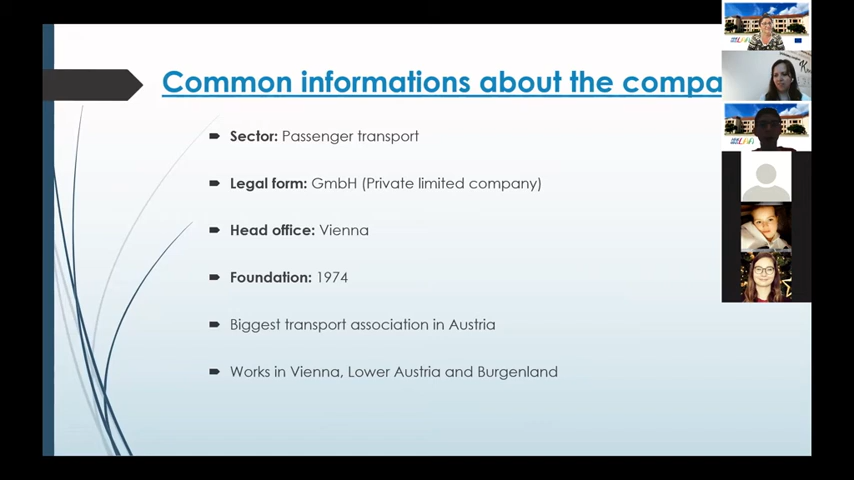 Common informations about the compa
Sector: Passenger transport
Legal form: GmbH (Private limited company)
Head office: Vienna
Foundation: 1974
Biggest transport association in Austria
Works in Vienna, Lower Austria and Burgenland